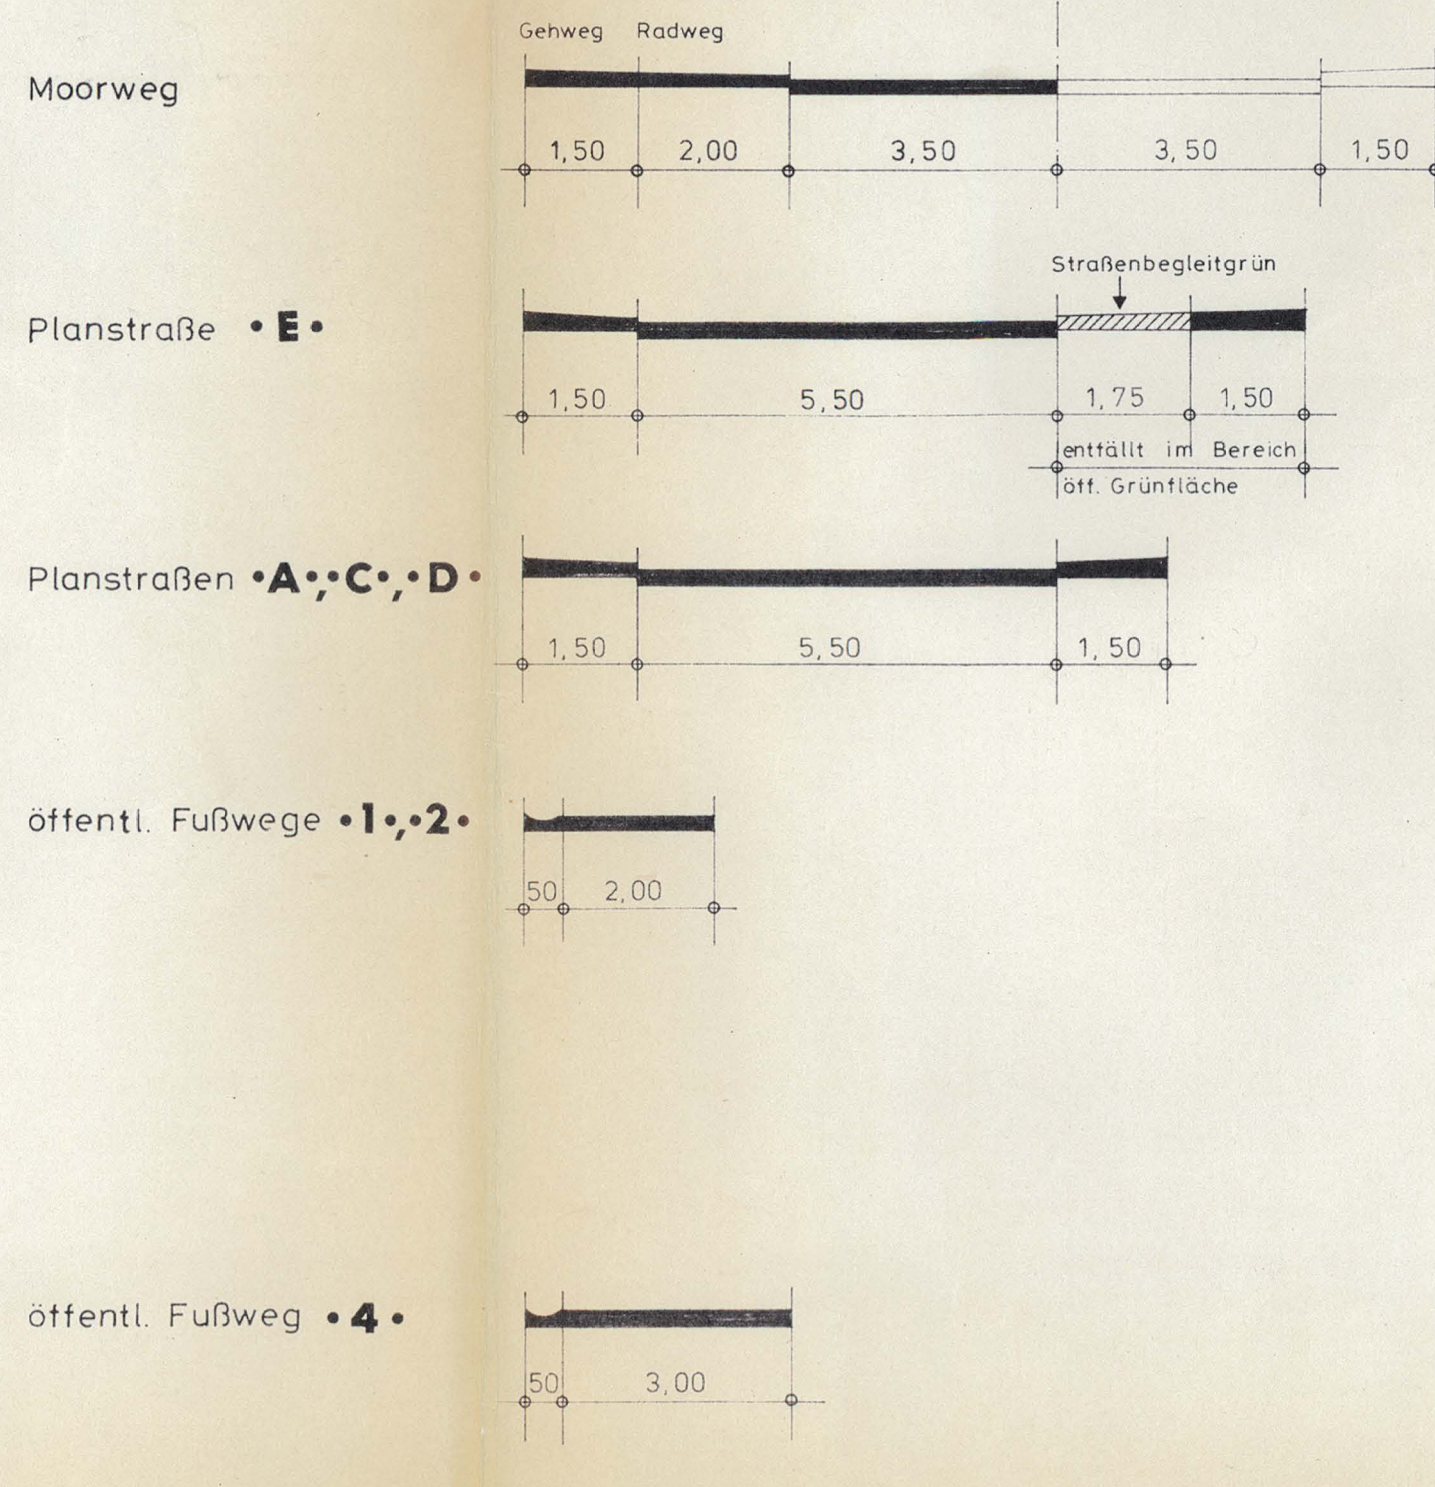 Gehweg Radweg
Moorweg
1,50 2,00 3,50 3,50 1,50
Straßenbegleitgrün
Planstraße • E •
1,50 5,50 1,75 1,50
entfällt im Bereich
öff. Grünfläche
Planstraßen •A•,•C•,•D•
1,50 5,50 1,50
öffentl. Fußwege •1•,•2•
50 2,00
öffentl. Fußweg •4•
50 3,00